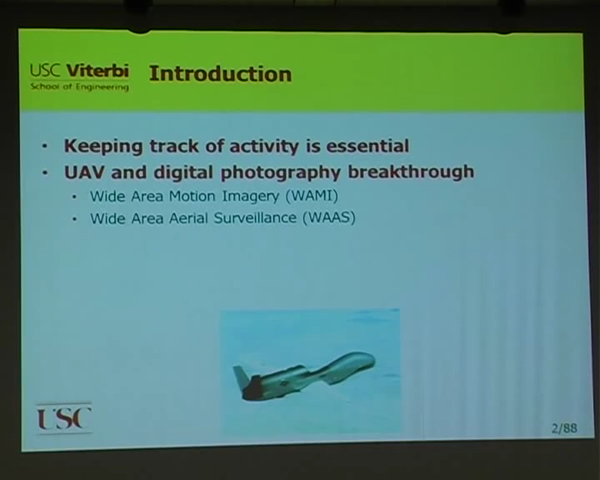 USC Viterbi
School of Engineering
Introduction
• Keeping track of activity is essential
• UAV and digital photography breakthrough
• Wide Area Motion Imagery (WAMI)
• Wide Area Aerial Surveillance (WAAS)
USC
2/88